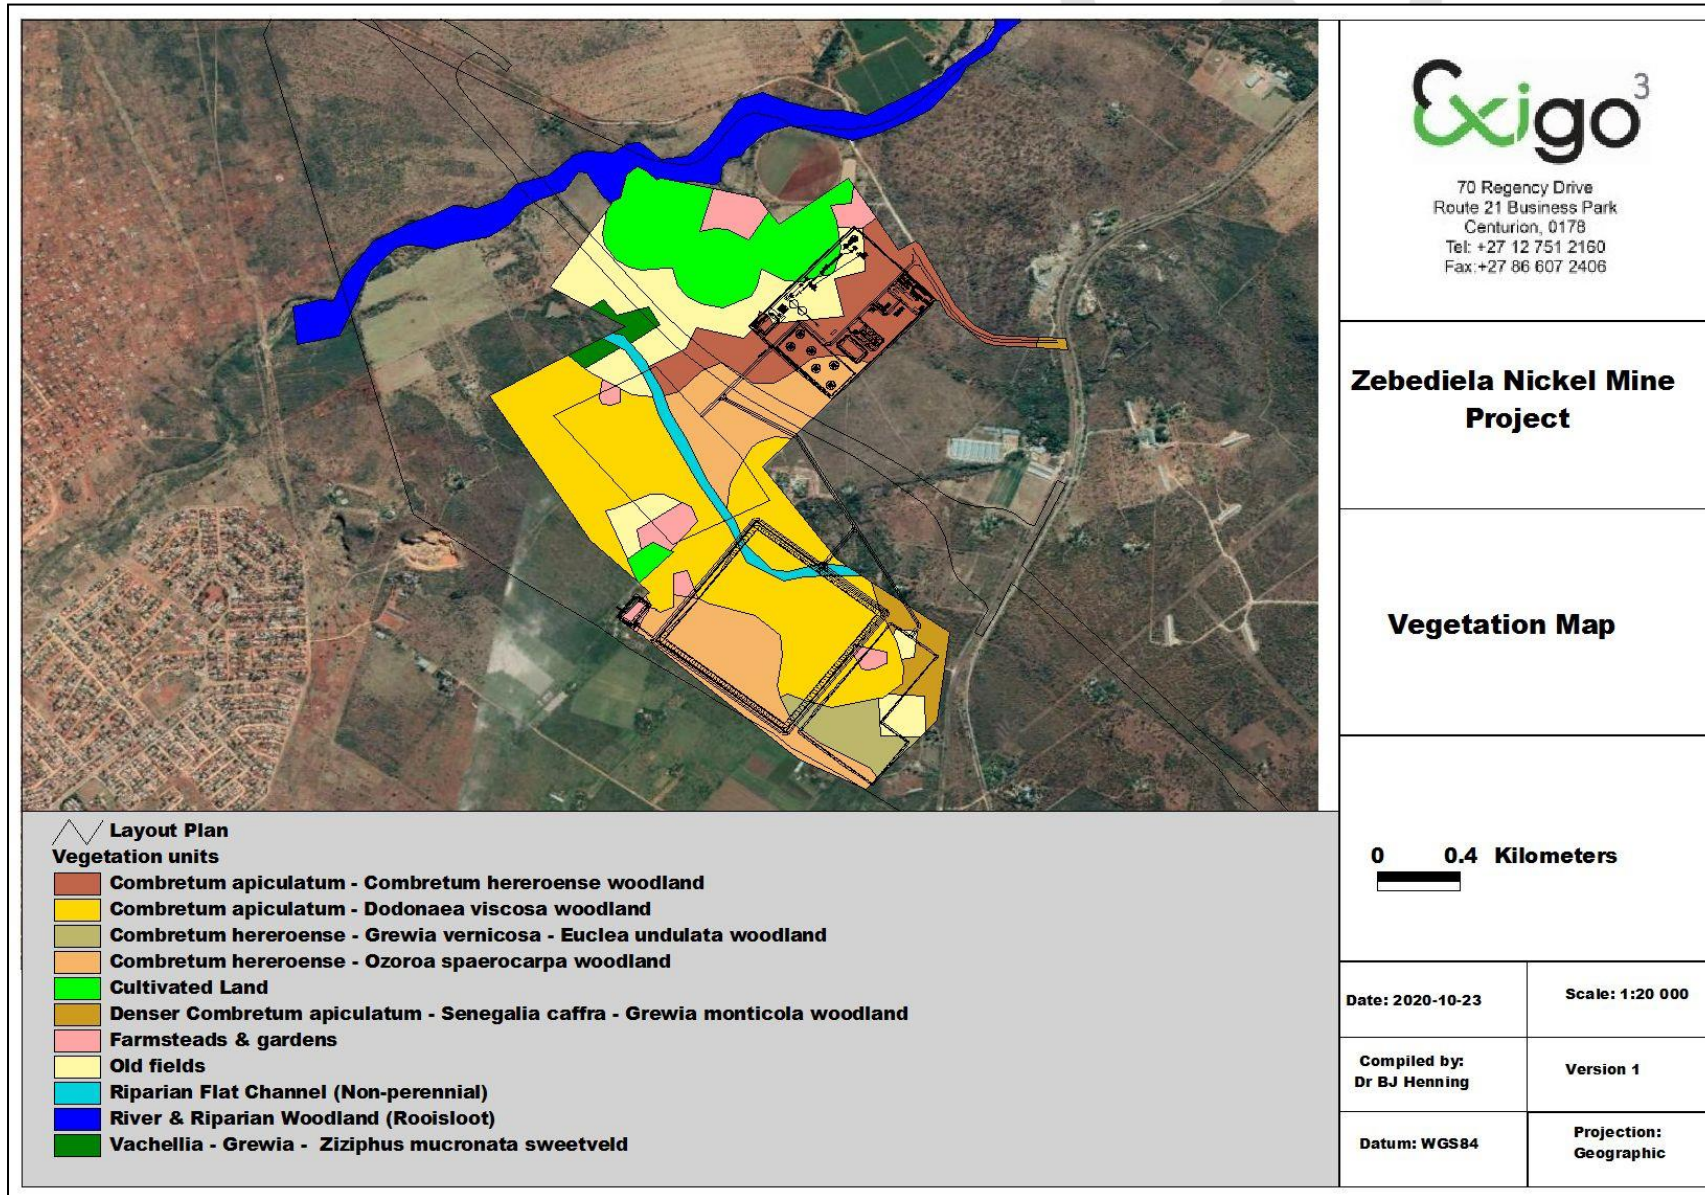 Exigo3
70 Regency Drive
Route 21 Business Park
Centurion, 0178
Tel: +27 12 751 2160
Fax:+27 86 607 2406
Zebediela Nickel Mine
Project
Vegetation Map
0 0.4 Kilometers
Date: 2020-10-23
Scale: 1:20 000
Compiled by:
Dr BJ Henning
Version 1
Datum: WGS84
Projection:
Geographic
Layout Plan
Vegetation units
Combretum apiculatum - Combretum hereroense woodland
Combretum apiculatum - Dodonaea viscosa woodland
Combretum hereroense - Grewia vernicosa - Euclea undulata woodland
Combretum hereroense - Ozoroa spaerocarpa woodland
Cultivated Land
Denser Combretum apiculatum - Senegalia caffra - Grewia monticola woodland
Farmsteads & gardens
Old fields
Riparian Flat Channel (Non-perennial)
River & Riparian Woodland (Rooisloot)
Vachellia - Grewia - Ziziphus mucronata sweetveld